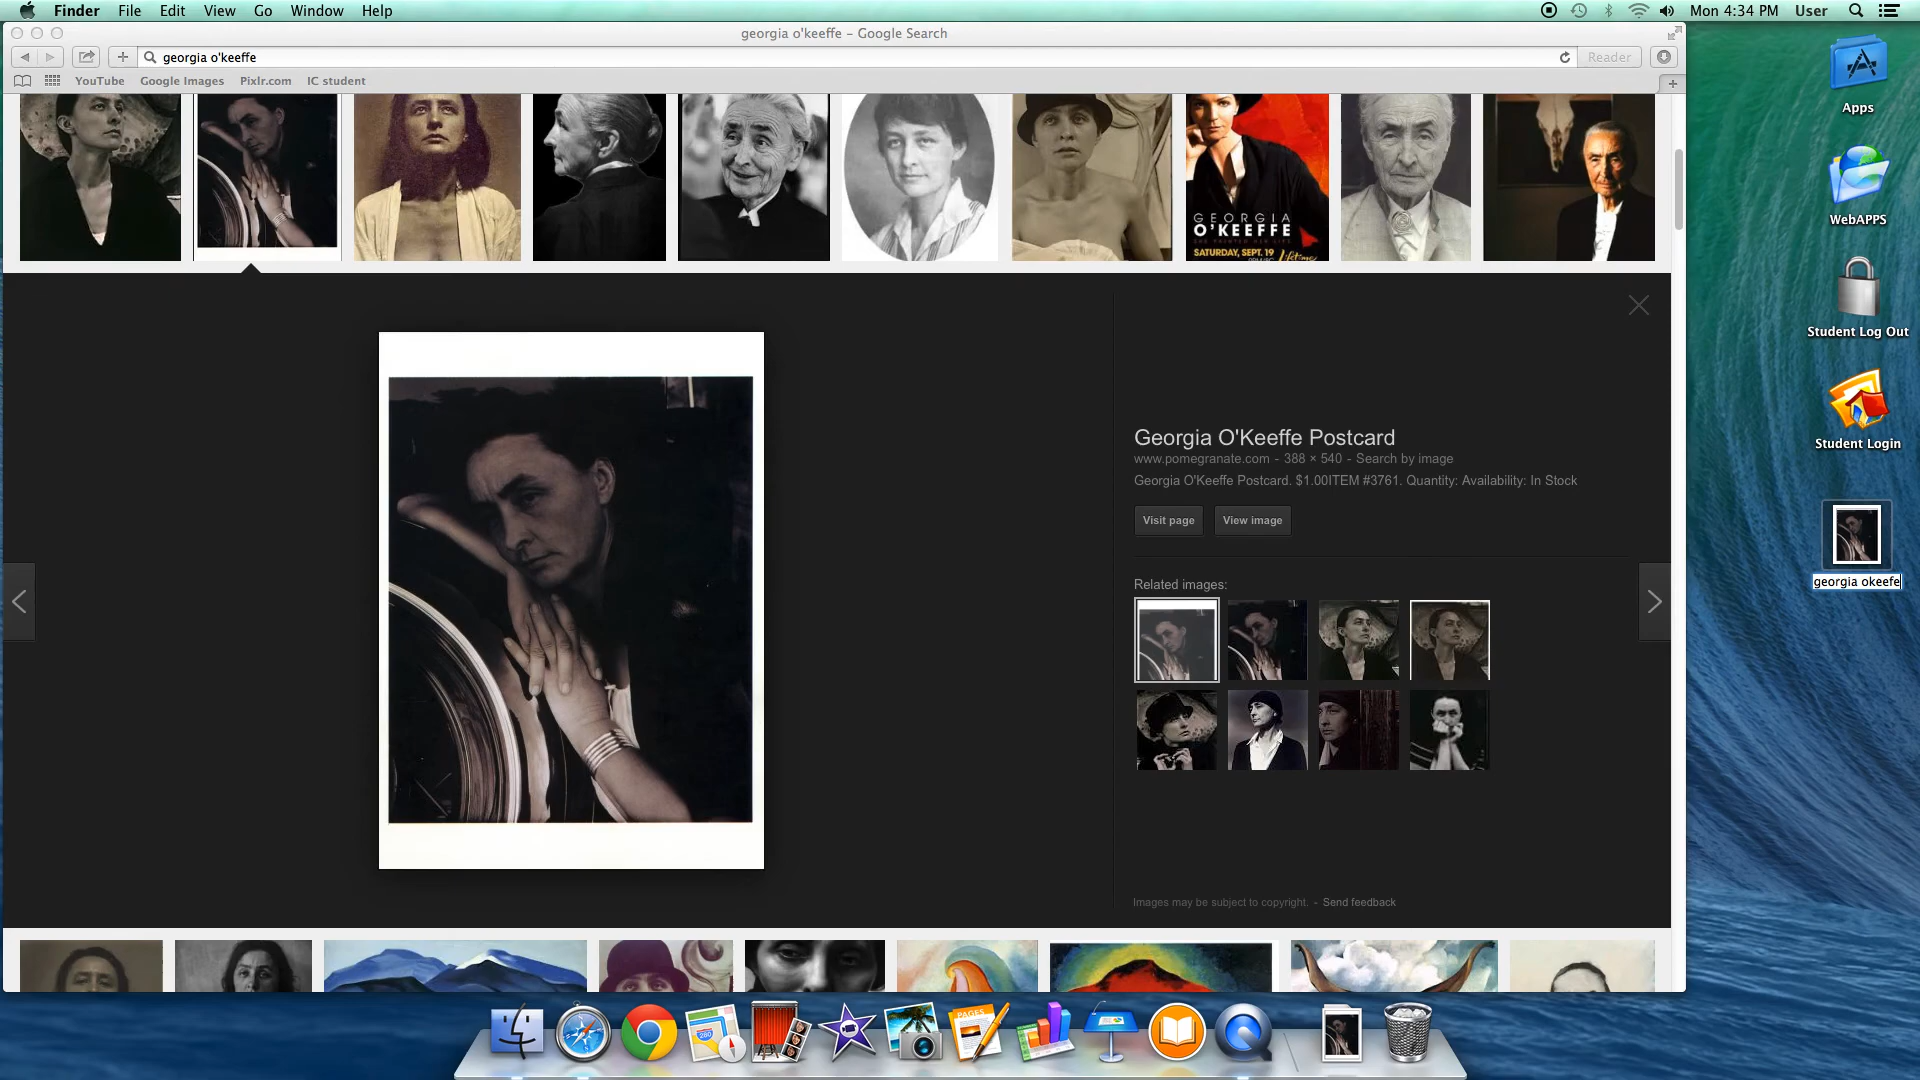 Finder File Edit View Go Window Help
Mon 4:34 PM User
georgia o'keeffe – Google Search
georgia o'keeffe
Reader
YouTube Google Images Pixlr.com IC student
GEORGIA
O'KEEFFE
SATURDAY, SEPT. 19
Lifetime
Georgia O'Keeffe Postcard
www.pomegranate.com - 388 × 540 - Search by image
Georgia O'Keeffe Postcard. $1.00ITEM #3761. Quantity: Availability: In Stock
Visit page View image
Related images:
Images may be subject to copyright. - Send feedback
Apps
WebAPPS
Student Log Out
Student Login
georgia okeefe
PAGES
280